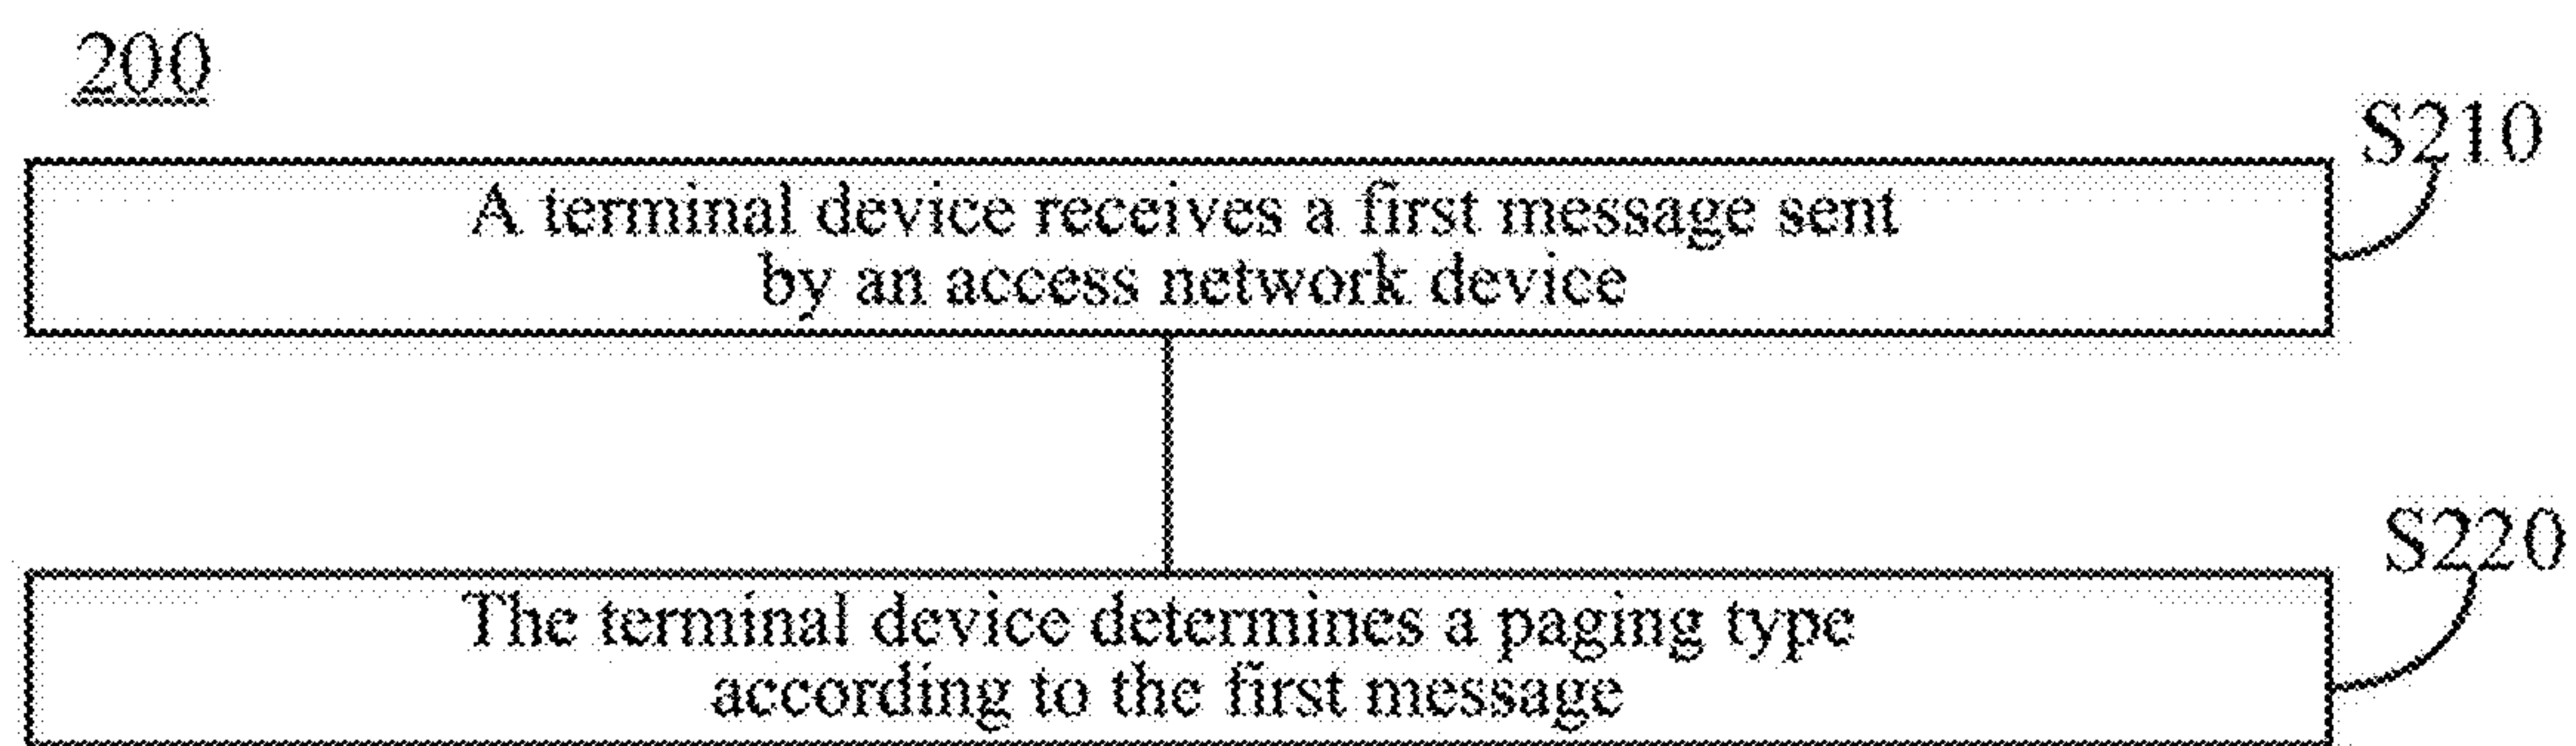 200
S210
A terminal device receives a first message sent
by an access network device
S220
The terminal device determines a paging type
according to the first message